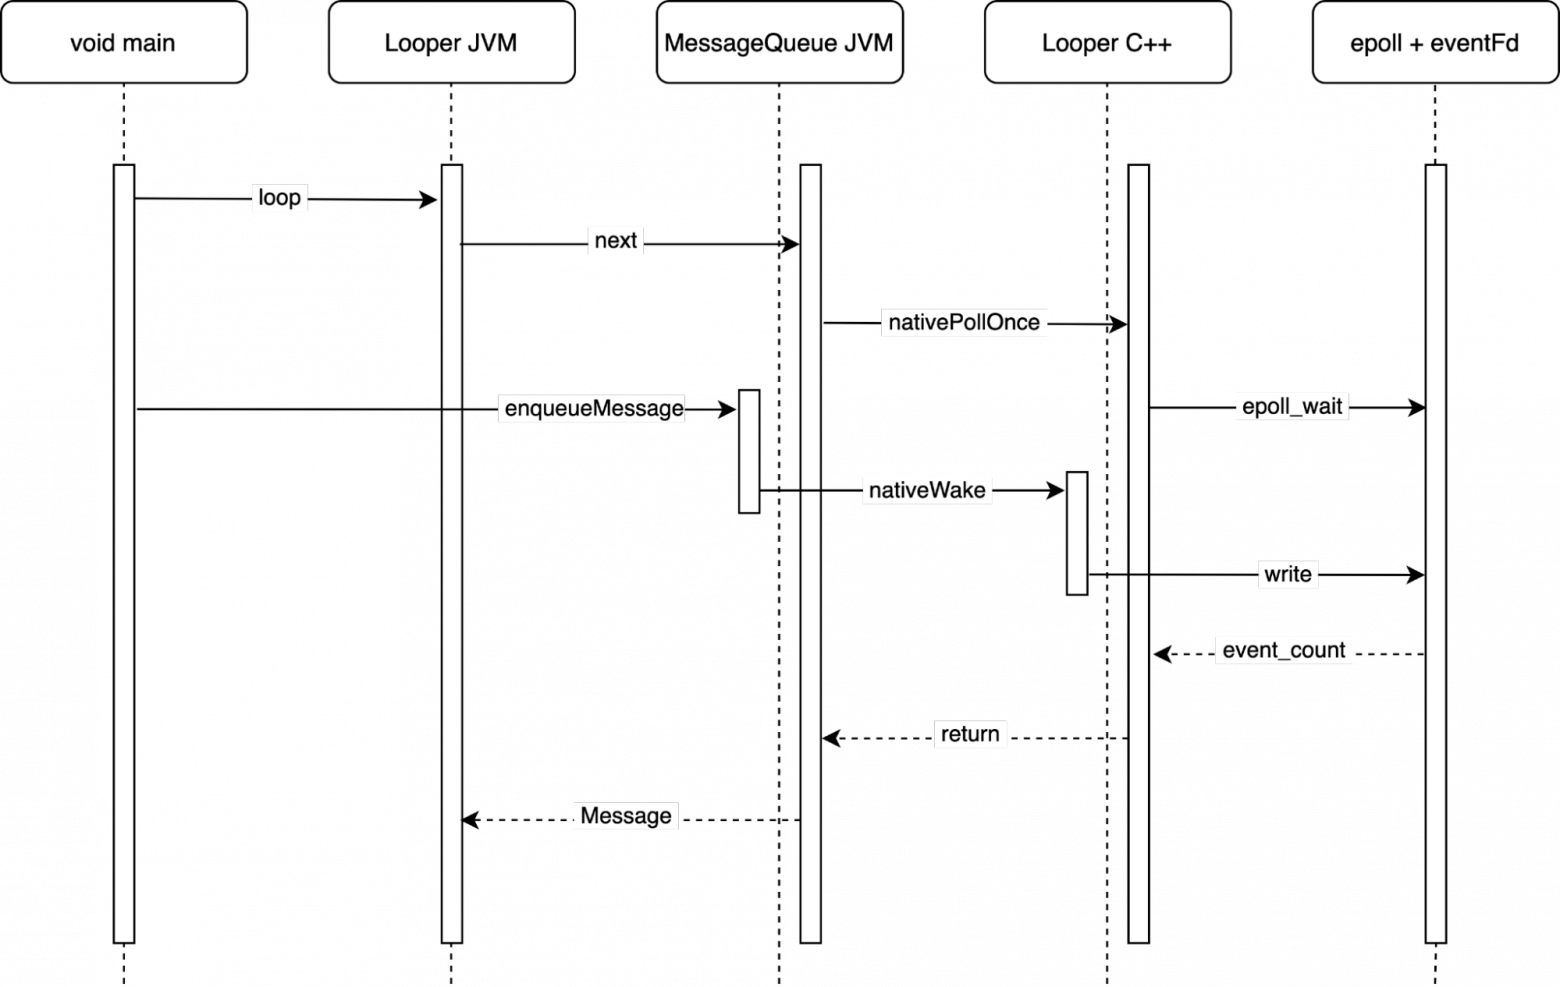 void main
Looper JVM
MessageQueue JVM
Looper C++
epoll + eventFd
loop
next
nativePollOnce
enqueueMessage
epoll_wait
nativeWake
write
event_count
return
Message